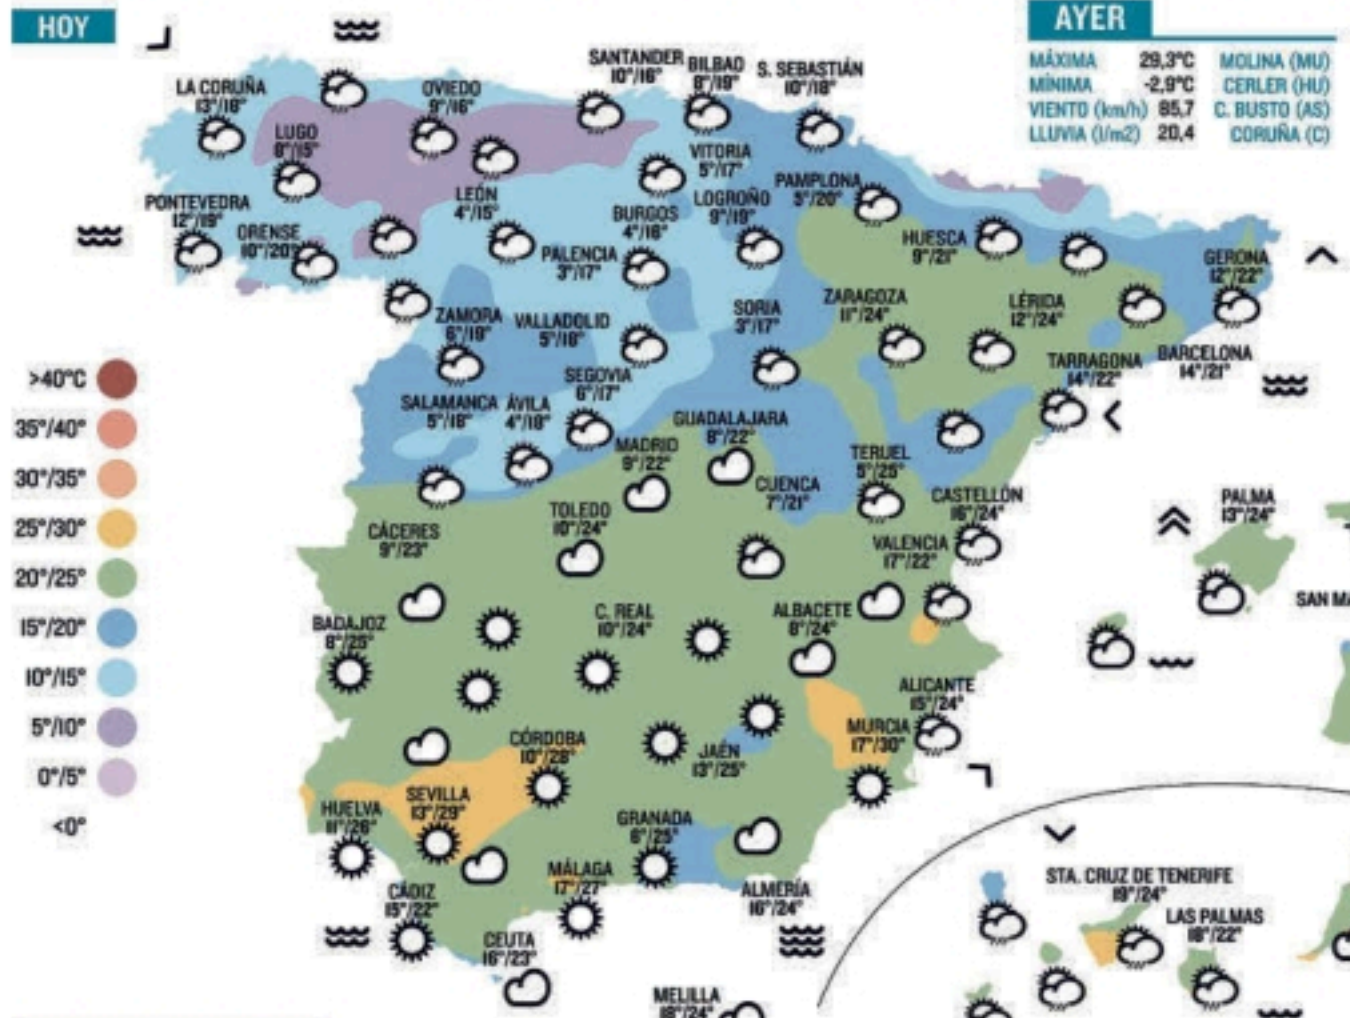 HOY
AYER
MÁXIMA 29,3°C MOLINA (MU)
MÍNIMA -2,9°C CERLER (HU)
VIENTO (km/h) 85,7 C. BUSTO (AS)
LLUVIA (l/m2) 20,4 CORUÑA (C)
LA CORUÑA
13°/18°
OVIEDO
9°/16°
SANTANDER
10°/16°
BILBAO
8°/19°
S. SEBASTIÁN
10°/18°
LUGO
8°/15°
VITORIA
5°/17°
PAMPLONA
5°/20°
PONTEVEDRA
12°/19°
ORENSE
10°/20°
LEÓN
4°/15°
BURGOS
4°/16°
LOGROÑO
9°/19°
HUESCA
9°/21°
GERONA
12°/22°
PALENCIA
3°/17°
ZAMORA
6°/19°
VALLADOLID
5°/18°
SORIA
3°/17°
ZARAGOZA
11°/24°
LÉRIDA
12°/24°
TARRAGONA
14°/22°
BARCELONA
14°/21°
SEGOVIA
6°/17°
SALAMANCA
5°/18°
ÁVILA
4°/18°
GUADALAJARA
8°/22°
MADRID
9°/22°
CUENCA
7°/21°
TERUEL
5°/25°
CASTELLÓN
16°/24°
PALMA
13°/24°
TOLEDO
10°/24°
CÁCERES
9°/23°
VALENCIA
17°/22°
SAN MA
BADAJOZ
8°/25°
C. REAL
10°/24°
ALBACETE
8°/24°
ALICANTE
15°/24°
CÓRDOBA
10°/28°
JAÉN
13°/25°
MURCIA
17°/30°
HUELVA
11°/26°
SEVILLA
13°/29°
GRANADA
6°/25°
MÁLAGA
17°/27°
CÁDIZ
15°/22°
ALMERÍA
16°/24°
CEUTA
16°/23°
MELILLA
18°/24°
STA. CRUZ DE TENERIFE
19°/24°
LAS PALMAS
18°/22°
>40°C
35°/40°
30°/35°
25°/30°
20°/25°
15°/20°
10°/15°
5°/10°
0°/5°
<0°